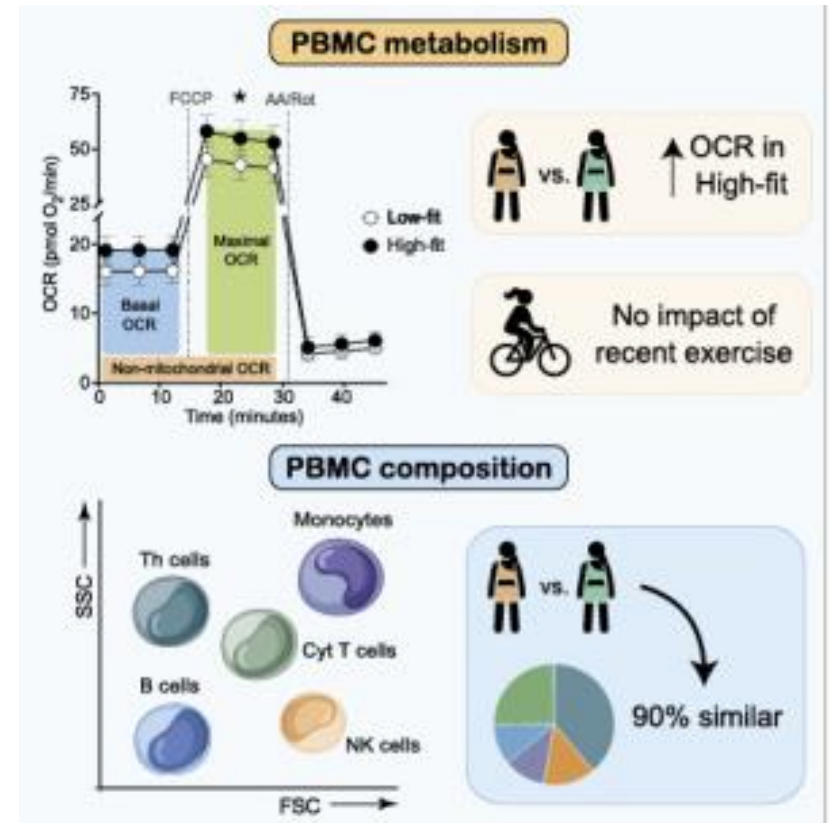 PBMC metabolism
75
50
25
20
10
0
OCR (pmol O₂/min)
FCCP
★
AA/Rot
Low-fit
High-fit
Maximal
OCR
Basal
OCR
Non-mitochondrial OCR
0
10
20
30
40
Time (minutes)
vs.
OCR in
High-fit
No impact of
recent exercise
PBMC composition
SSC
Monocytes
Th cells
Cyt T cells
B cells
NK cells
FSC
vs.
90% similar